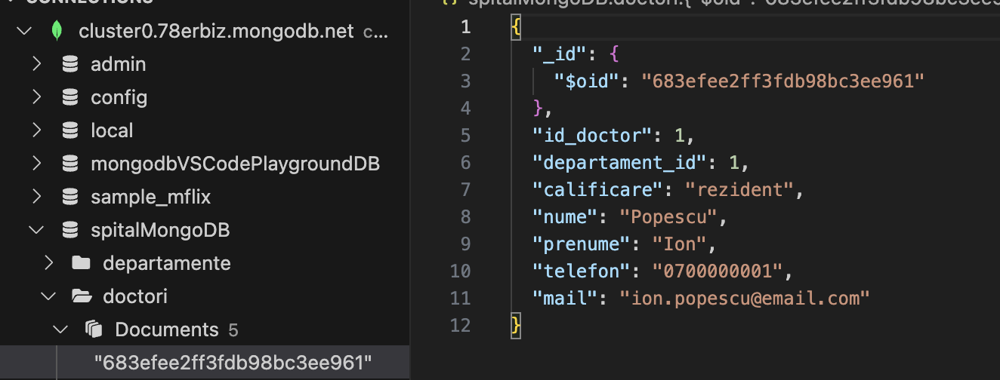 cluster0.78erbiz.mongodb.net c...
admin
config
local
mongodbVSCodePlaygroundDB
sample_mflix
spitalMongoDB
departamente
doctori
Documents 5
"683efee2ff3fdb98bc3ee961"
1 {
2 "_id": {
3 "$oid": "683efee2ff3fdb98bc3ee961"
4 },
5 "id_doctor": 1,
6 "departament_id": 1,
7 "calificare": "rezident",
8 "nume": "Popescu",
9 "prenume": "Ion",
10 "telefon": "0700000001",
11 "mail": "ion.popescu@email.com"
12 }